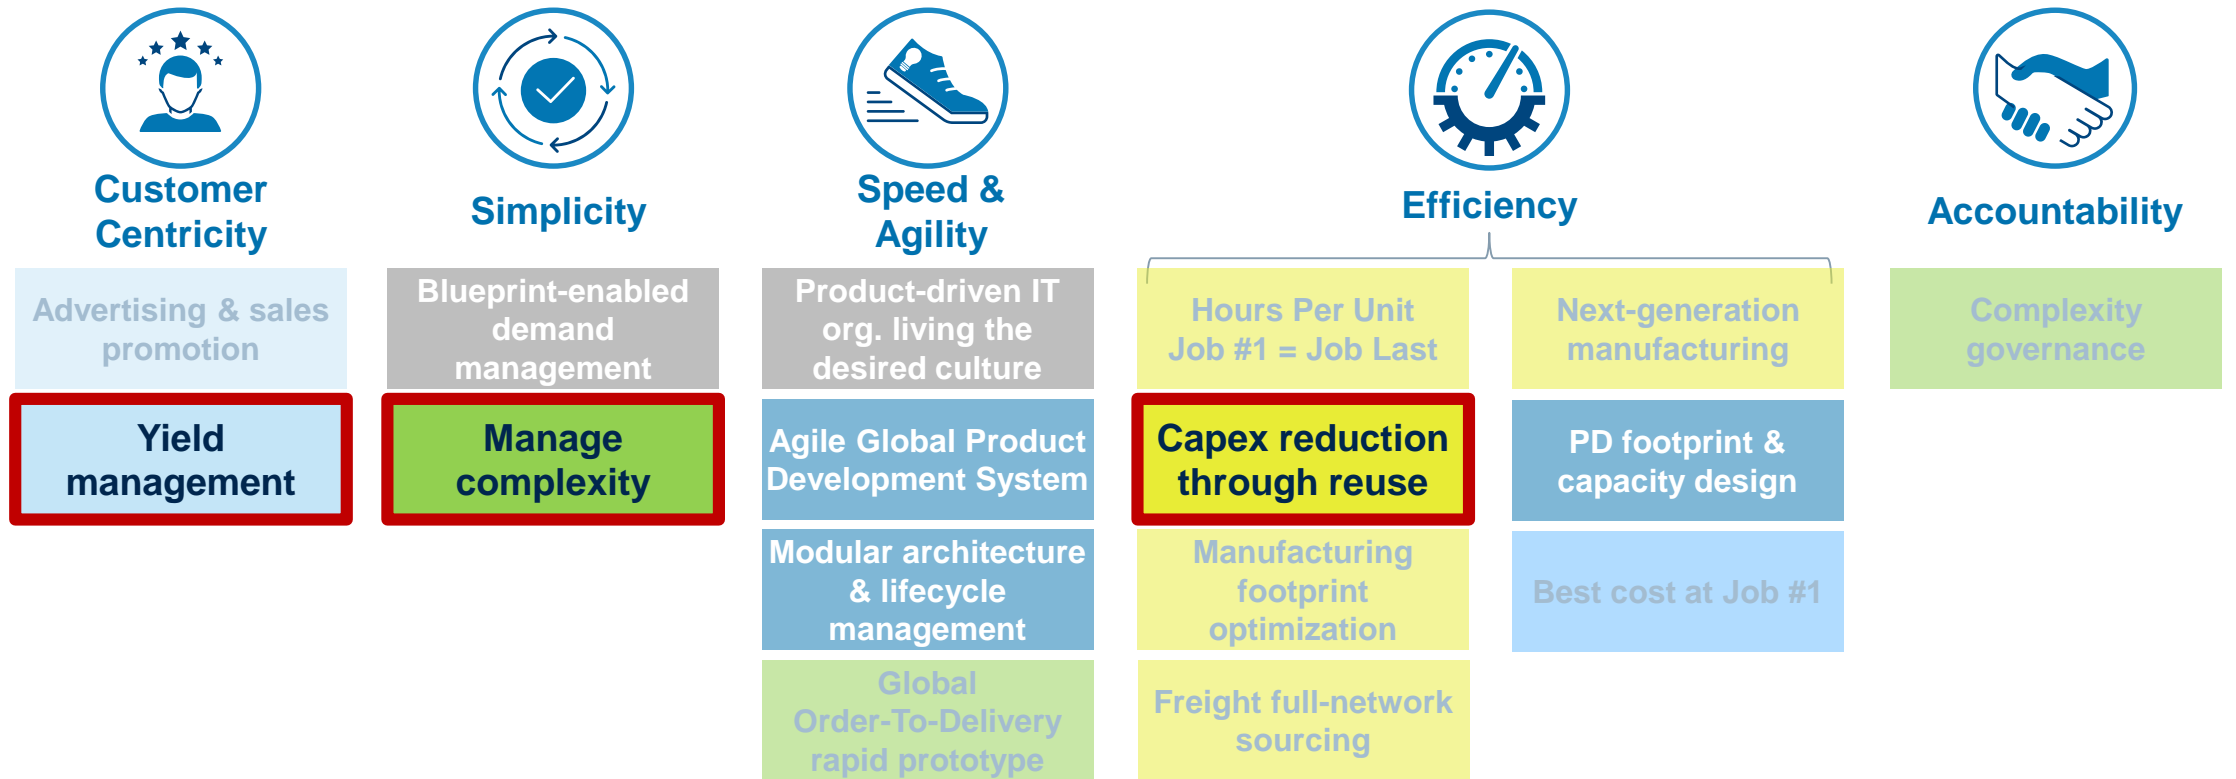 Customer
Centricity
Simplicity
Speed &
Agility
Efficiency
Accountability
Advertising & sales
promotion
Yield
management
Blueprint-enabled
demand
management
Manage
complexity
Product-driven IT
org. living the
desired culture
Agile Global Product
Development System
Modular architecture
& lifecycle
management
Global
Order-To-Delivery
rapid prototype
Hours Per Unit
Job #1 = Job Last
Capex reduction
through reuse
Manufacturing
footprint
optimization
Freight full-network
sourcing
Next-generation
manufacturing
PD footprint &
capacity design
Best cost at Job #1
Complexity
governance